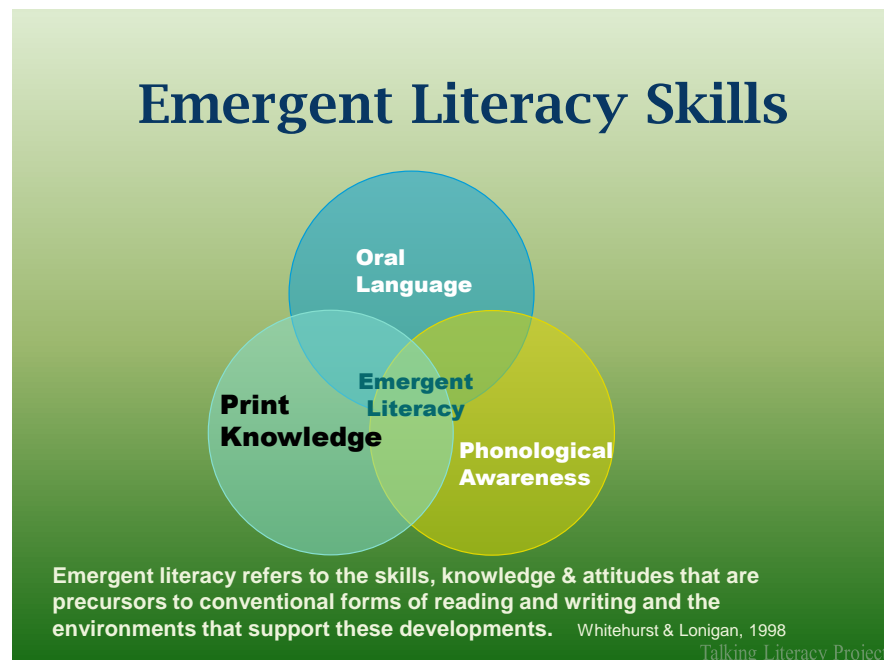 Emergent Literacy Skills
Oral
Language
Emergent
Literacy
Print
Knowledge
Phonological
Awareness
Emergent literacy refers to the skills, knowledge & attitudes that are
precursors to conventional forms of reading and writing and the
environments that support these developments. Whitehurst & Lonigan, 1998
Talking Literacy Project